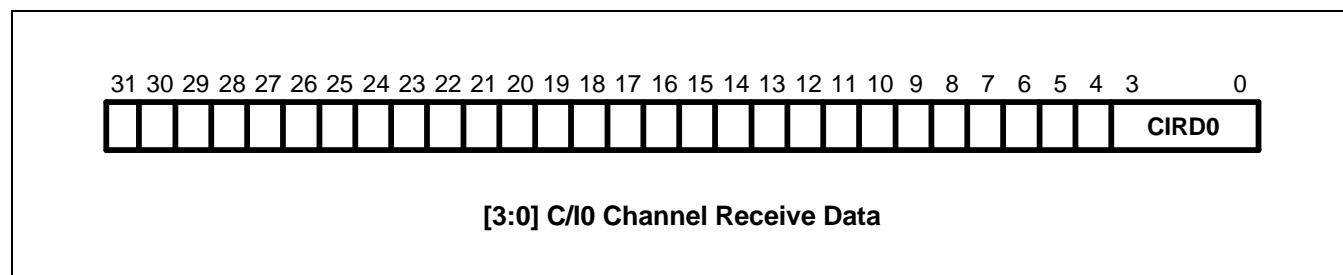 31 30 29 28 27 26 25 24 23 22 21 20 19 18 17 16 15 14 13 12 11 10 9 8 7 6 5 4 3 0
CIRD0
[3:0] C/I0 Channel Receive Data